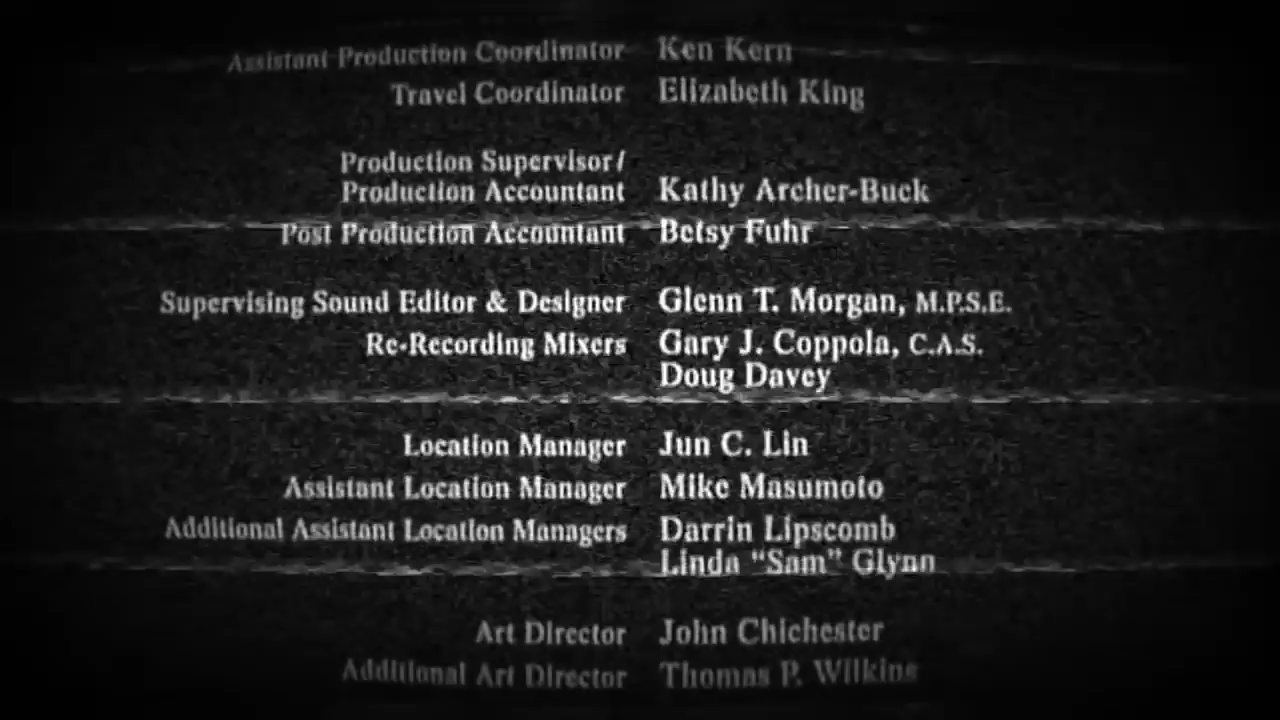 Assistant Production Coordinator Ken Kern
Travel Coordinator Elizabeth King
Production Supervisor/
Production Accountant Kathy Archer-Buck
Post Production Accountant Betsy Fuhr
Supervising Sound Editor & Designer Glenn T. Morgan, M.P.S.E.
Re-Recording Mixers Gary J. Coppola, C.A.S.
Doug Davey
Location Manager Jun C. Lin
Assistant Location Manager Mike Masumoto
Additional Assistant Location Managers Darrin Lipscomb
Linda "Sam" Glynn
Art Director John Chichester
Additional Art Director Thomas P. Wilkins